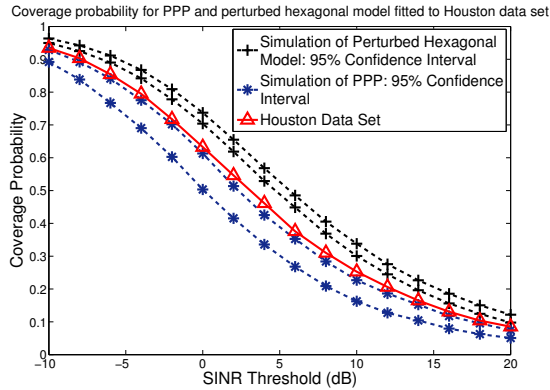 Coverage probability for PPP and perturbed hexagonal model fitted to Houston data set
1
0.9
0.8
0.7
0.6
0.5
0.4
0.3
0.2
0.1
0
Coverage Probability
Simulation of Perturbed Hexagonal
Model: 95% Confidence Interval
Simulation of PPP: 95% Confidence
Interval
Houston Data Set
-10
-5
0
5
10
15
20
SINR Threshold (dB)